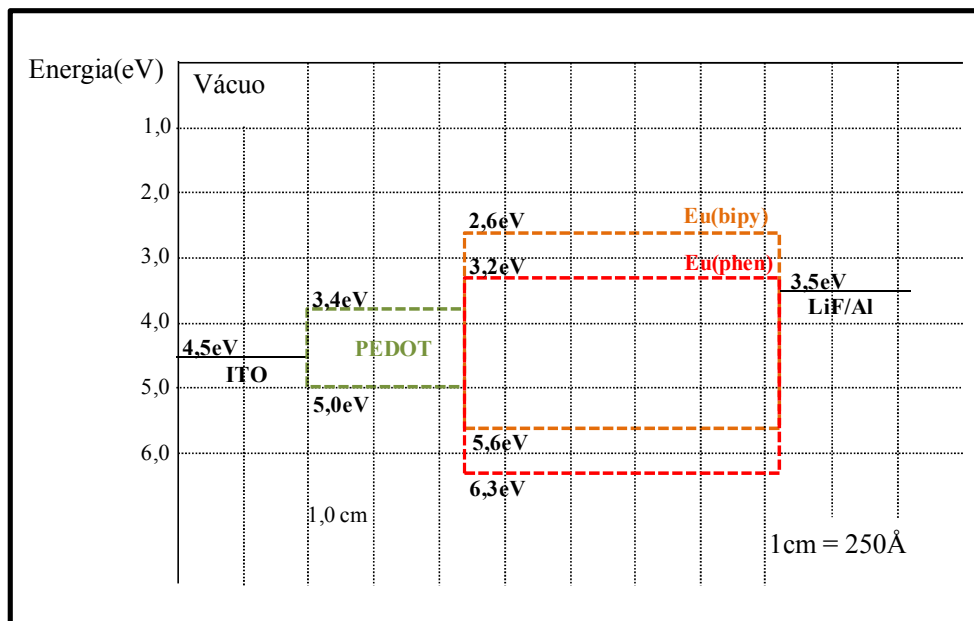 Energia(eV)
Vácuo
1,0
2,0
Eu(bipy)
2,6eV
3,0
Eu(phen)
3,2eV
3,5eV
3,4eV
LiF/Al
4,0
4,5eV
PEDOT
ITO
5,0
5,0eV
5,6eV
6,0
6,3eV
1,0 cm
1cm = 250Å